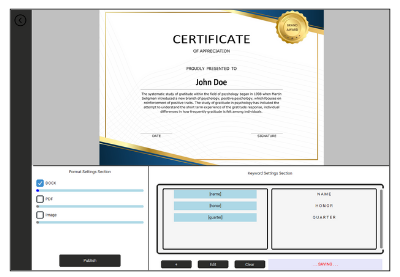 CERTIFICATE
OF APPRECIATION
PROUDLY PRESENTED TO
John Doe
The systematic study of gratitude within the field of psychology began in 1998 when Martin
Seligman introduced a new branch of psychology, positive psychology, which focuses on
reinforcement of positive traits. The study of gratitude in psychology has included the
attempt to understand the short term experience of the gratitude response, individual
differences in how frequently gratitude is felt among individuals.
DATE
SIGNATURE
Format Settings Section
DOCX
PDF
Image
Publish
Keyword Settings Section
[name]
[honor]
[quarter]
NAME
HONOR
QUARTER
+
Edit
Clear
SAVING